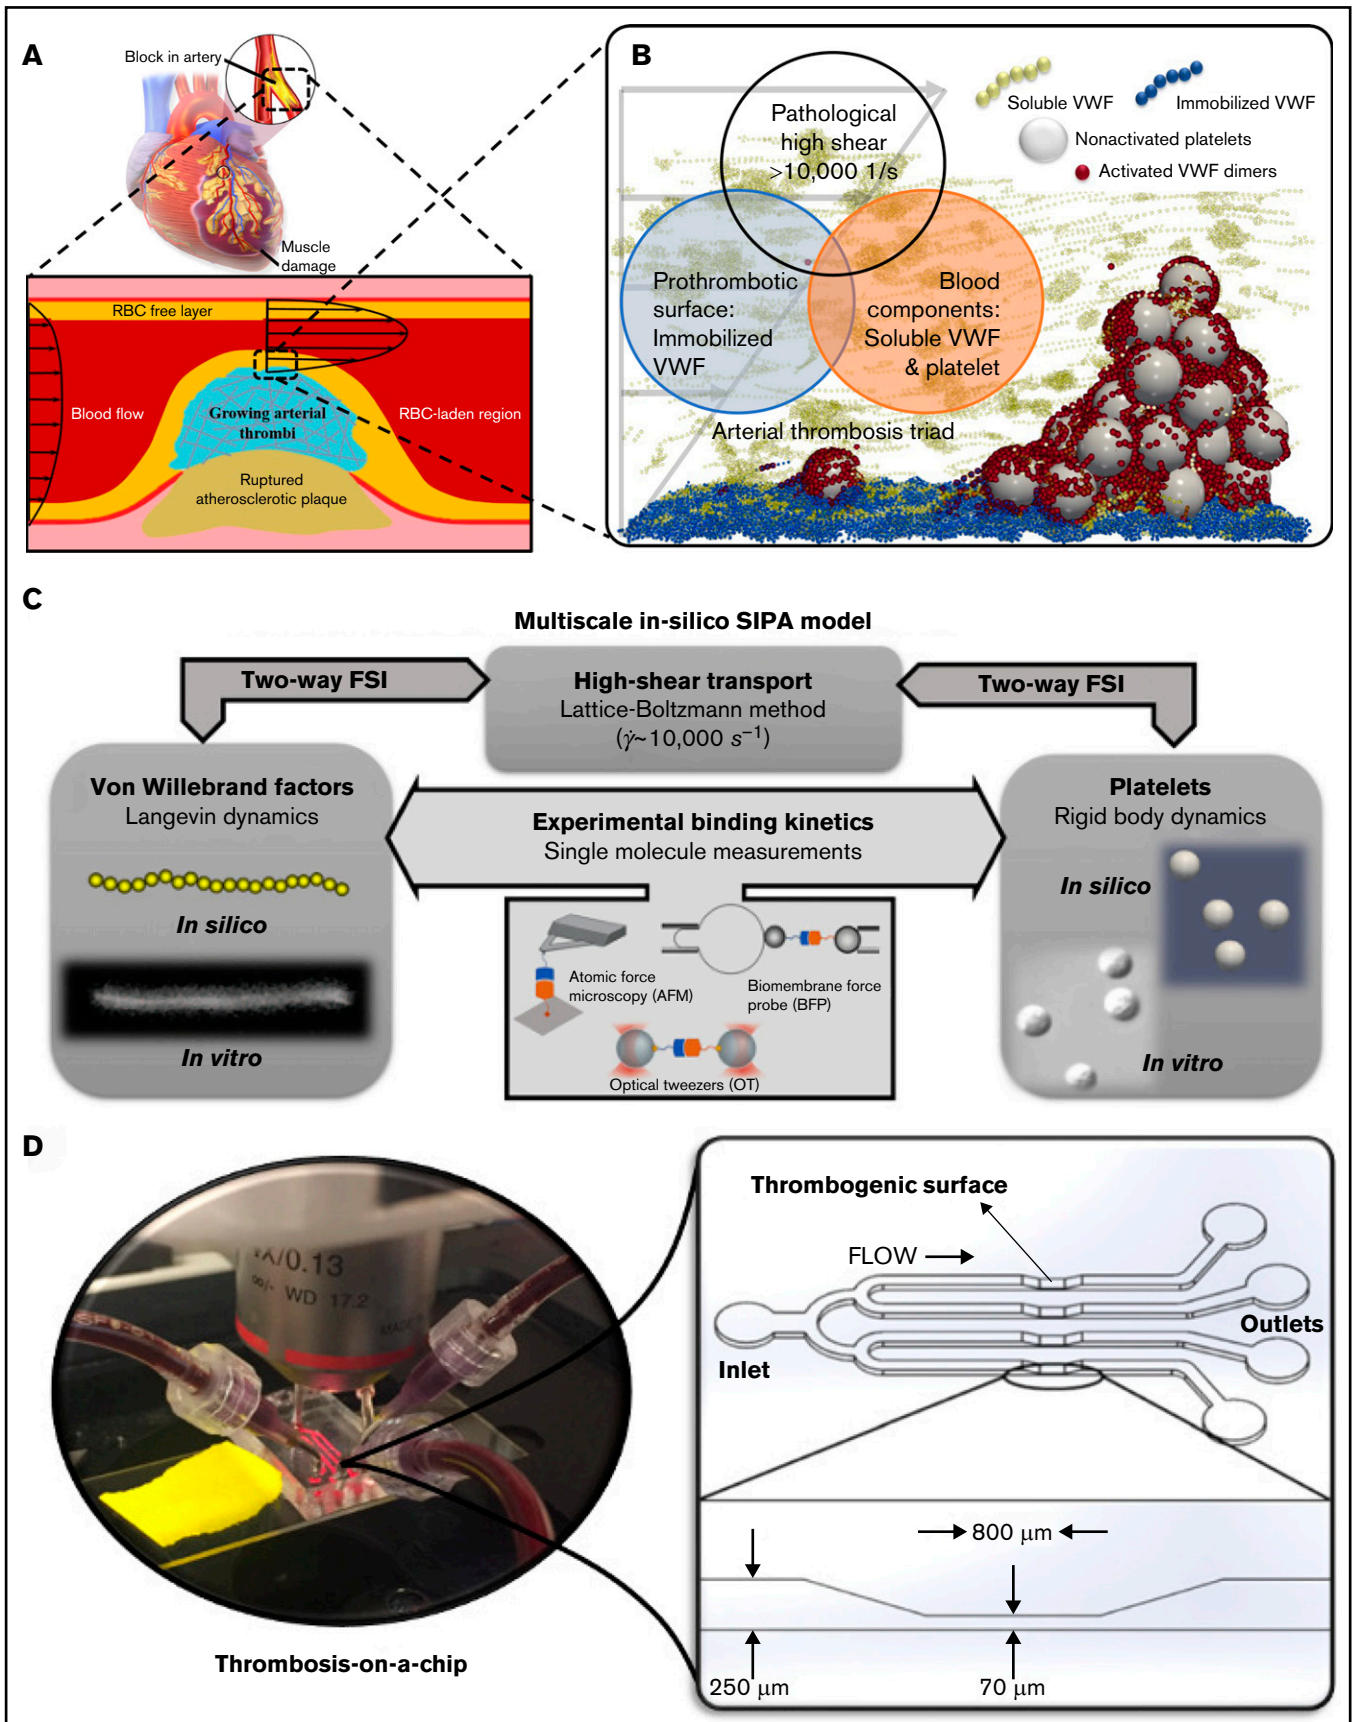 A
Block in artery
Muscle
damage
RBC free layer
Blood flow
Growing arterial
thrombi
RBC-laden region
Ruptured
atherosclerotic plaque
B
Pathological
high shear
>10,000 1/s
Soluble VWF
Immobilized VWF
Nonactivated platelets
Activated VWF dimers
Prothrombotic
surface:
Immobilized
VWF
Blood
components:
Soluble VWF
& platelet
Arterial thrombosis triad
C
Multiscale in-silico SIPA model
Two-way FSI
High-shear transport
Lattice-Boltzmann method
(γ̇~10,000 s⁻¹)
Two-way FSI
Von Willebrand factors
Langevin dynamics
In silico
In vitro
Experimental binding kinetics
Single molecule measurements
Atomic force
microscopy (AFM)
Biomembrane force
probe (BFP)
Optical tweezers (OT)
Platelets
Rigid body dynamics
In silico
In vitro
D
X/0.13
∞/- WD 17.2
Thrombosis-on-a-chip
Thrombogenic surface
FLOW
Inlet
Outlets
800 μm
250 μm
70 μm